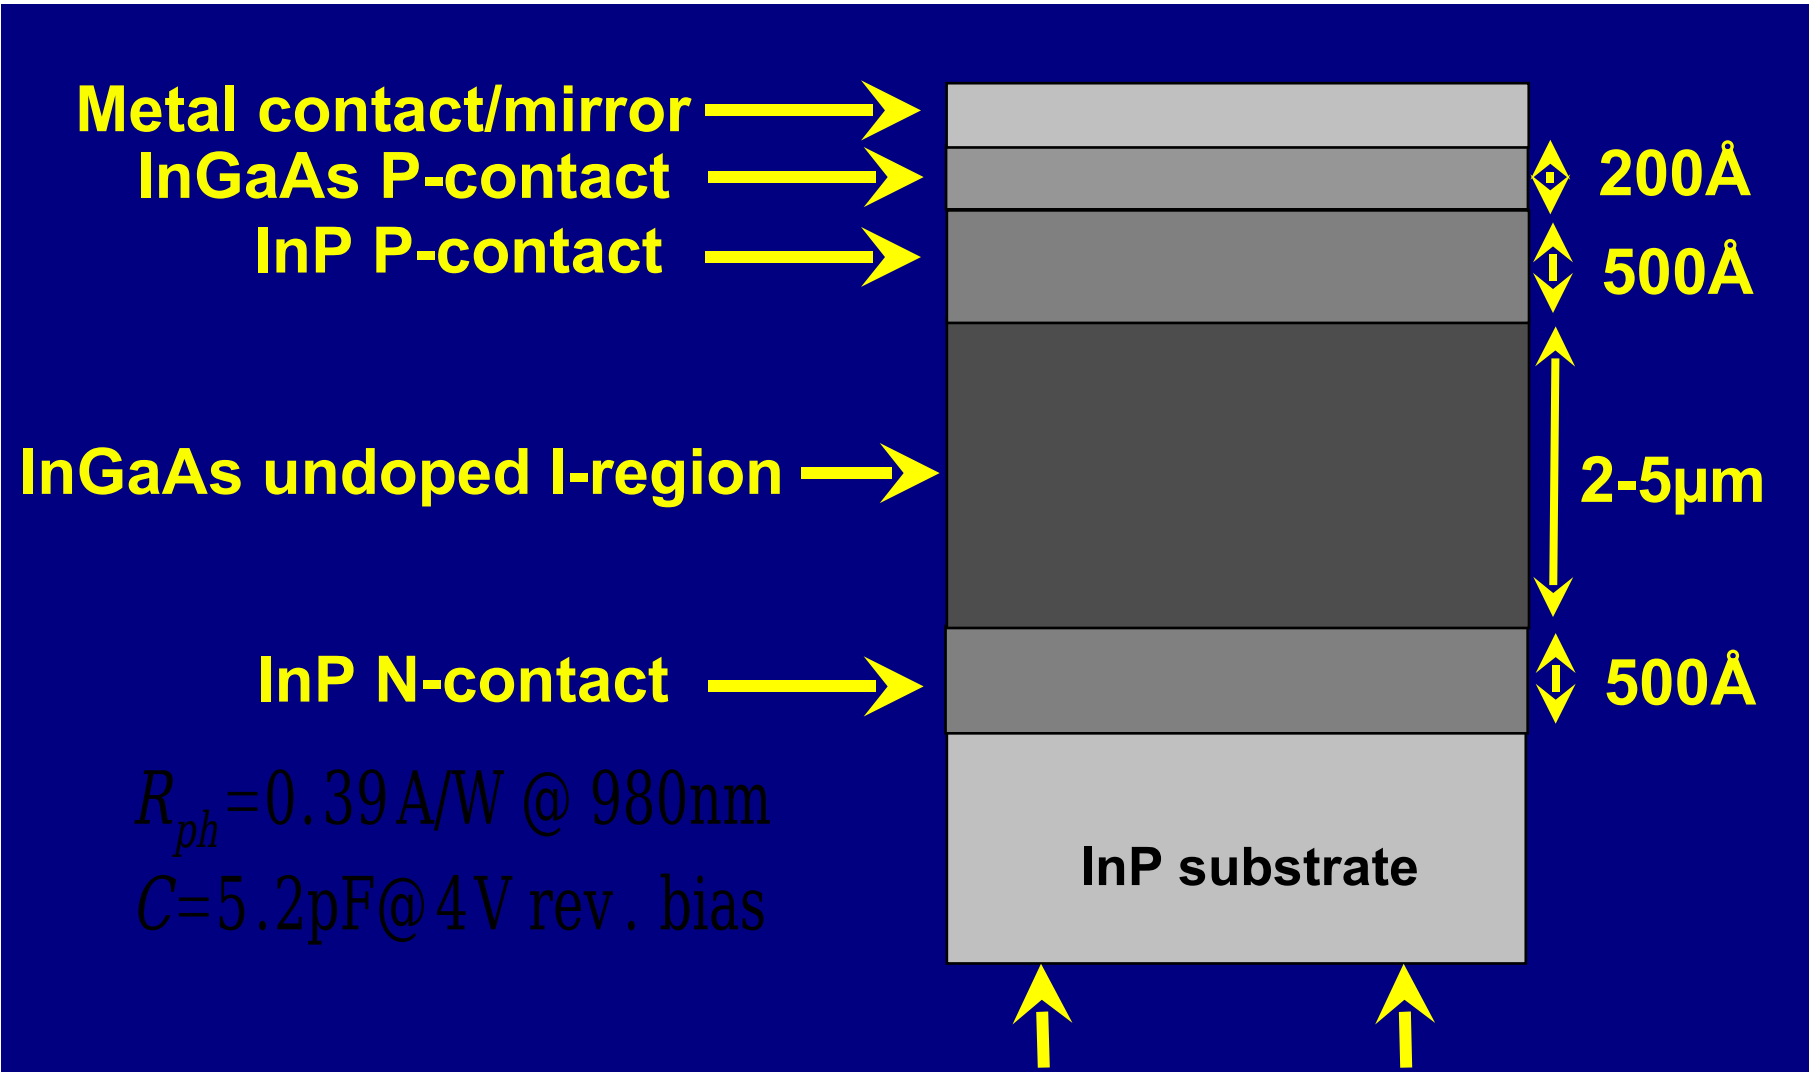 Metal contact/mirror
InGaAs P-contact
200Å
InP P-contact
500Å
InGaAs undoped I-region
2-5µm
InP N-contact
500Å
R_ph=0.39A/W @ 980nm
C=5.2pF@4V rev. bias
InP substrate